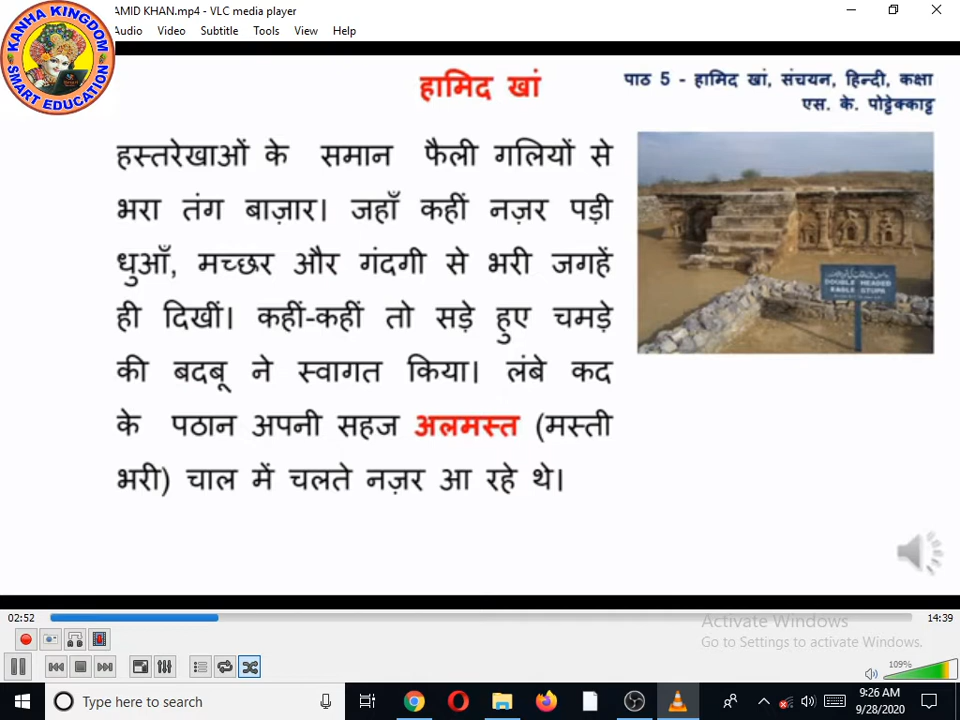 AMID KHAN.mp4 - VLC media player
Audio Video Subtitle Tools View Help
KANHA KINGDOM
SMART EDUCATION
हामिद खां
पाठ 5 - हामिद खां, संचयन, हिन्दी, कक्षा
एस. के. पोट्टेक्काट्ट
हस्तरेखाओं के समान फैली गलियों से
भरा तंग बाज़ार। जहाँ कहीं नज़र पड़ी
धुआँ, मच्छर और गंदगी से भरी जगहें
ही दिखीं। कहीं-कहीं तो सड़े हुए चमड़े
की बदबू ने स्वागत किया। लंबे कद
के पठान अपनी सहज अलमस्त (मस्ती
भरी) चाल में चलते नज़र आ रहे थे।
DOUBLE HEADED
EAGLE STUPA
02:52
14:39
Activate Windows
Go to Settings to activate Windows.
109%
Type here to search
9:26 AM
9/28/2020